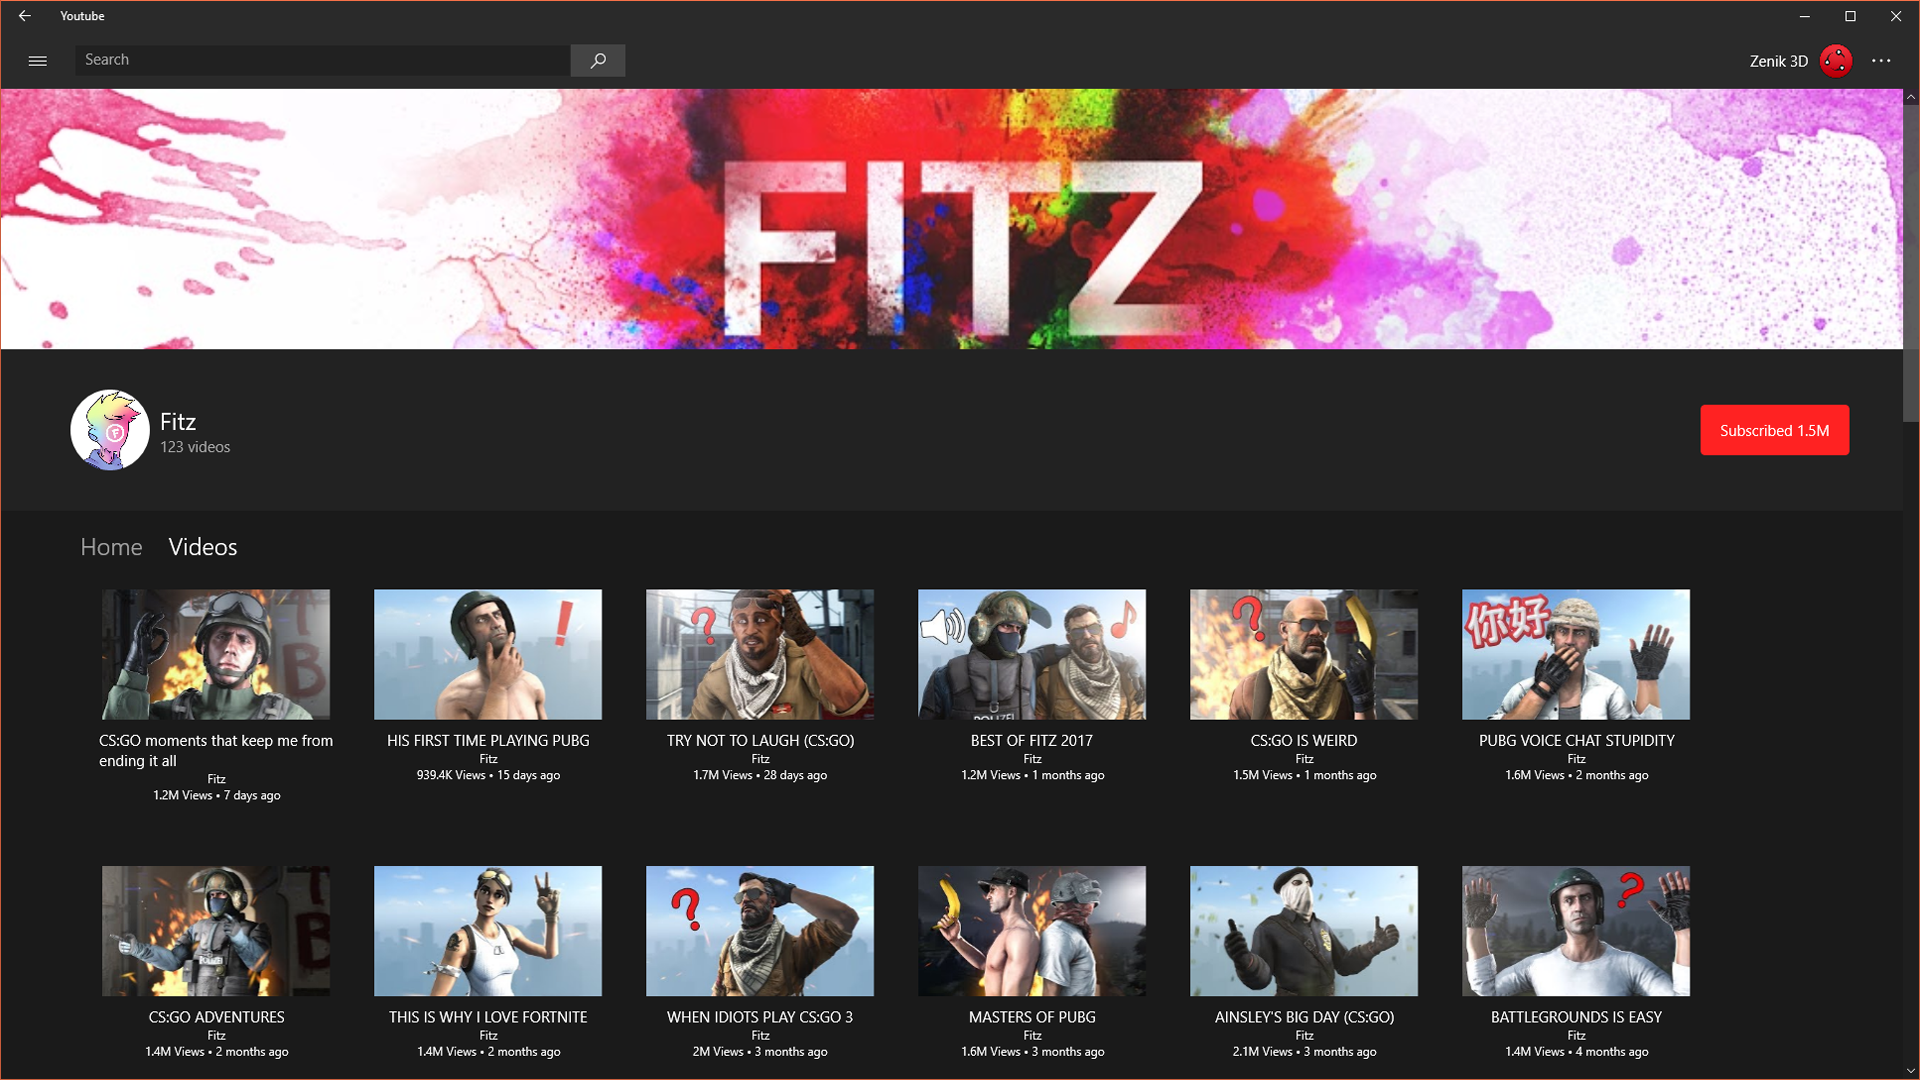 Youtube
Search
Zenik 3D
FITZ
Fitz
123 videos
Subscribed 1.5M
Home
Videos
你好
POLIZEI
CS:GO moments that keep me from
ending it all
Fitz
1.2M Views • 7 days ago
HIS FIRST TIME PLAYING PUBG
Fitz
939.4K Views • 15 days ago
TRY NOT TO LAUGH (CS:GO)
Fitz
1.7M Views • 28 days ago
BEST OF FITZ 2017
Fitz
1.2M Views • 1 months ago
CS:GO IS WEIRD
Fitz
1.5M Views • 1 months ago
PUBG VOICE CHAT STUPIDITY
Fitz
1.6M Views • 2 months ago
CS:GO ADVENTURES
Fitz
1.4M Views • 2 months ago
THIS IS WHY I LOVE FORTNITE
Fitz
1.4M Views • 2 months ago
WHEN IDIOTS PLAY CS:GO 3
Fitz
2M Views • 3 months ago
MASTERS OF PUBG
Fitz
1.6M Views • 3 months ago
AINSLEY'S BIG DAY (CS:GO)
Fitz
2.1M Views • 3 months ago
BATTLEGROUNDS IS EASY
Fitz
1.4M Views • 4 months ago